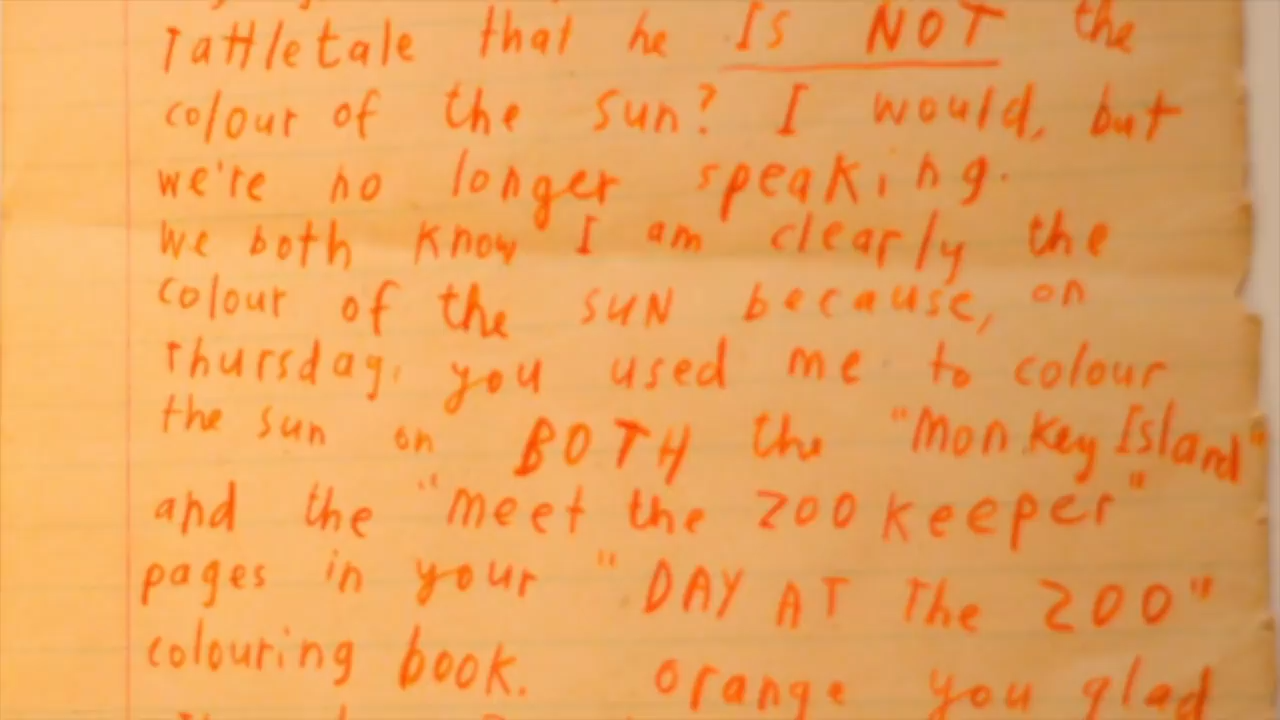 Tattletale that he IS NOT the
colour of the sun? I would, but
we're no longer speaking.
We both know I am clearly the
colour of the SUN because, on
Thursday, you used me to colour
the sun on BOTH the "Monkey Island"
and the "meet the zookeeper"
pages in your "DAY AT The ZOO"
colouring book. orange you glad